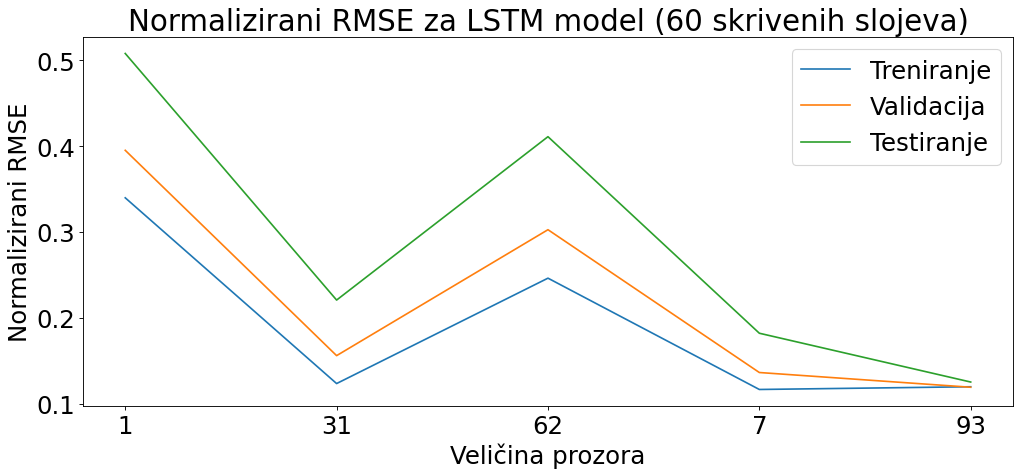 Normalizirani RMSE za LSTM model (60 skrivenih slojeva)
Normalizirani RMSE
0.5
0.4
0.3
0.2
0.1
Treniranje
Validacija
Testiranje
1 31 62 7 93
Veličina prozora